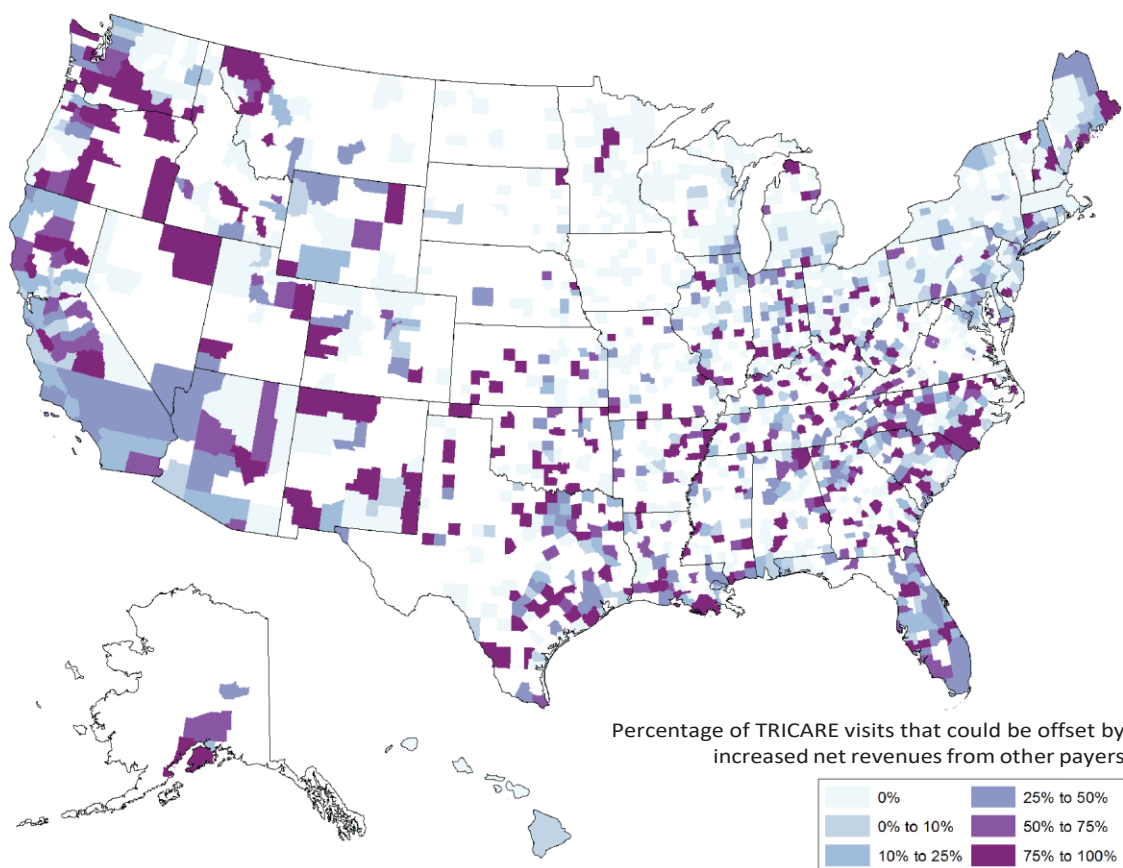 Percentage of TRICARE visits that could be offset by
increased net revenues from other payers
0%
25% to 50%
0% to 10%
50% to 75%
10% to 25%
75% to 100%